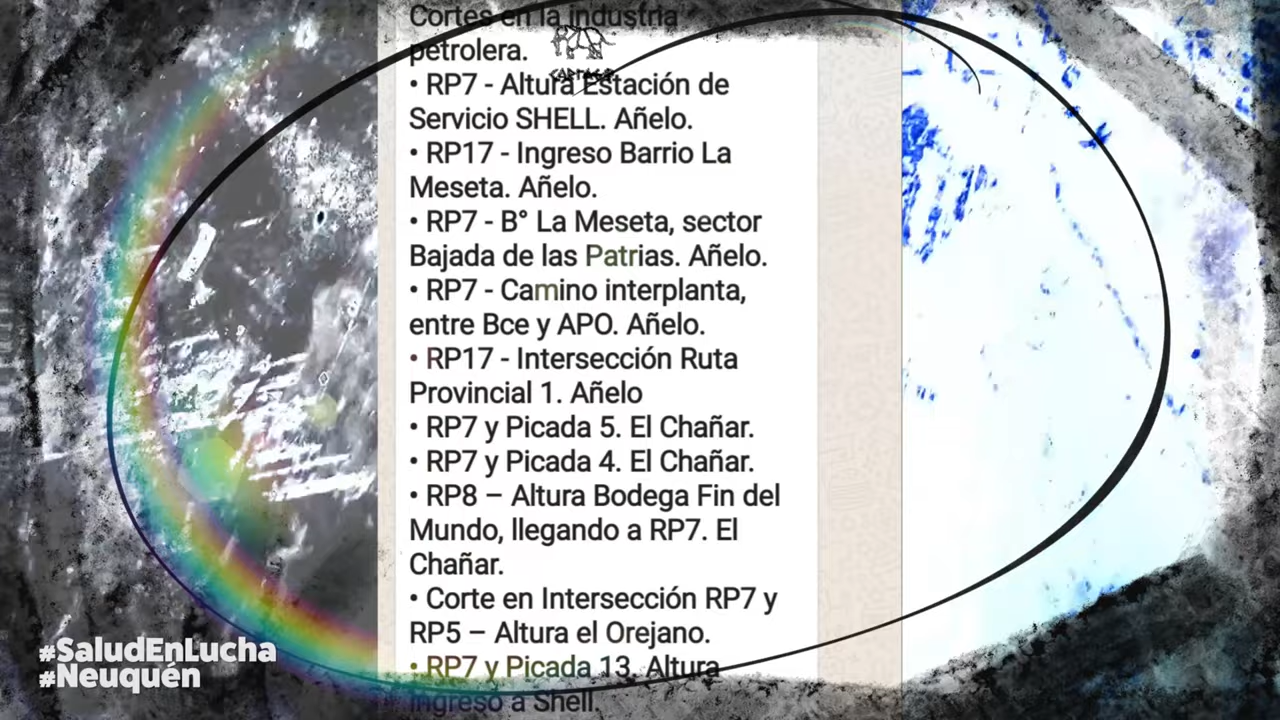 Cortes en la industria
petrolera.
• RP7 - Altura Estación de
Servicio SHELL. Añelo.
• RP17 - Ingreso Barrio La
Meseta. Añelo.
• RP7 - B° La Meseta, sector
Bajada de las Patrias. Añelo.
• RP7 - Camino interplanta,
entre Bce y APO. Añelo.
• RP17 - Intersección Ruta
Provincial 1. Añelo
• RP7 y Picada 5. El Chañar.
• RP7 y Picada 4. El Chañar.
• RP8 – Altura Bodega Fin del
Mundo, llegando a RP7. El
Chañar.
• Corte en Intersección RP7 y
RP5 – Altura el Orejano.
• RP7 y Picada 13. Altura
ingreso a Shell.
#SaludEnLucha
#Neuquén